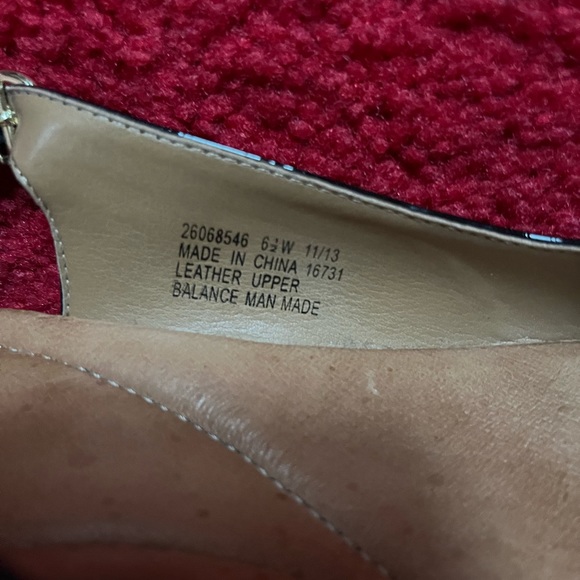 26068546 6½W 11/13
MADE IN CHINA 16731
LEATHER UPPER
BALANCE MAN MADE